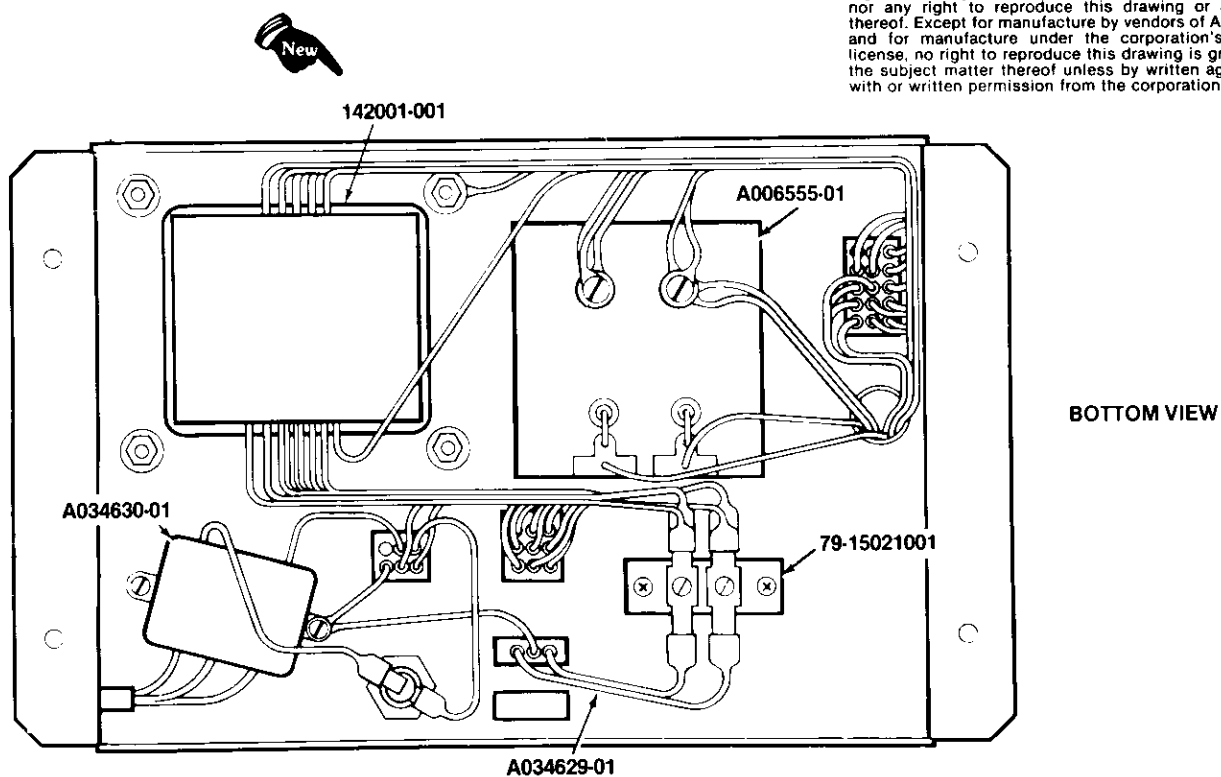 nor any right to reproduce this drawing or
thereof. Except for manufacture by vendors of A
and for manufacture under the corporation's
license, no right to reproduce this drawing is g
the subject matter thereof unless by written ag
with or written permission from the corporation
New
142001-001
A006555-01
BOTTOM VIEW
A034630-01
79-15021001
A034629-01